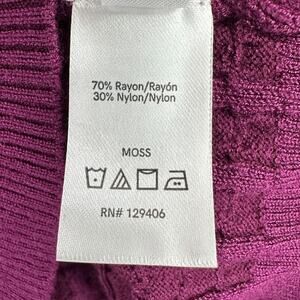 70% Rayon/Rayón
30% Nylon/Nylon
MOSS
RN# 129406